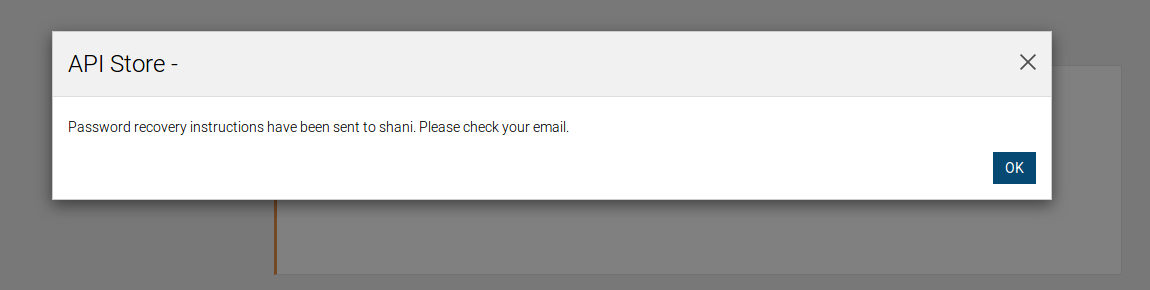 API Store -
Password recovery instructions have been sent to shani. Please check your email.
OK